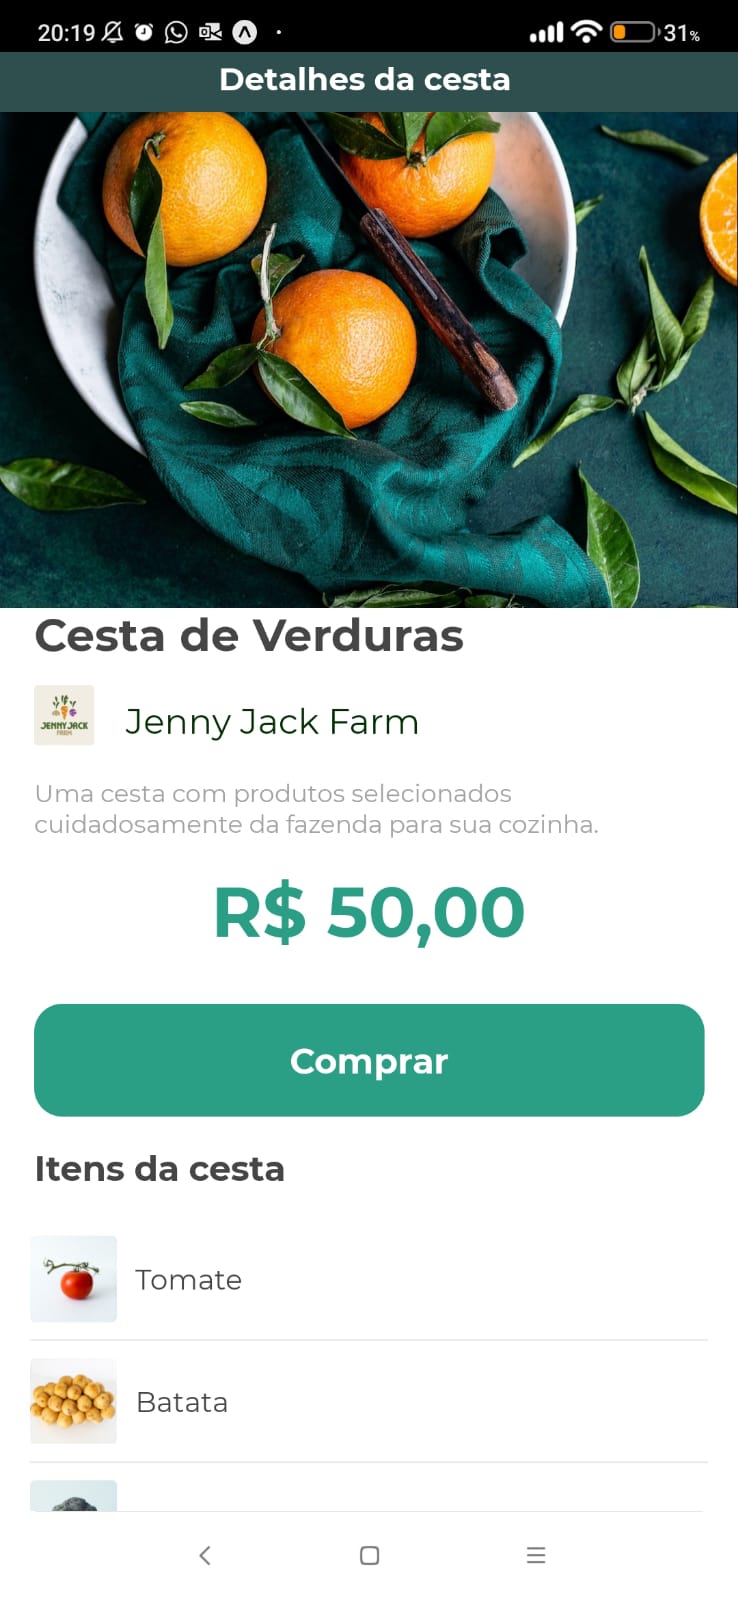 20:19
31%
Detalhes da cesta
Cesta de Verduras
JENNY JACK
FARM
Jenny Jack Farm
Uma cesta com produtos selecionados
cuidadosamente da fazenda para sua cozinha.
R$ 50,00
Comprar
Itens da cesta
Tomate
Batata